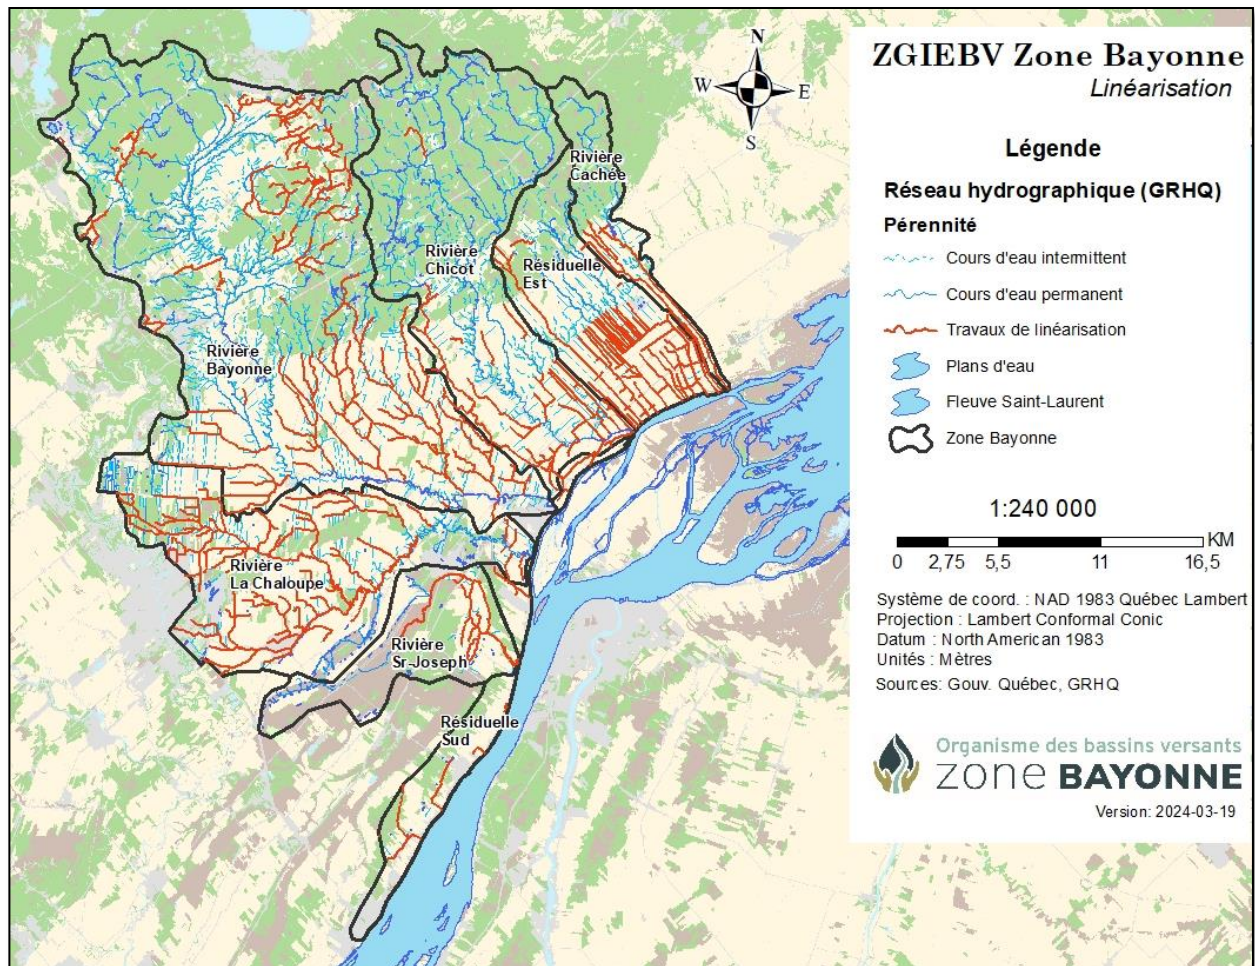 ZGIEBV Zone Bayonne
Linéarisation
Légende
Réseau hydrographique (GRHQ)
Pérennité
Cours d'eau intermittent
Cours d'eau permanent
Travaux de linéarisation
Plans d'eau
Fleuve Saint-Laurent
Zone Bayonne
1:240 000
KM
0 2,75 5,5 11 16,5
Système de coord. : NAD 1983 Québec Lambert
Projection : Lambert Conformal Conic
Datum : North American 1983
Unités : Mètres
Sources: Gouv. Québec, GRHQ
Organisme des bassins versants
zone BAYONNE
Version: 2024-03-19
N
W E
S
Rivière
Cachée
Rivière
Chicot
Résiduelle
Est
Rivière
Bayonne
Rivière
La Chaloupe
Rivière
Sr-Joseph
Résiduelle
Sud